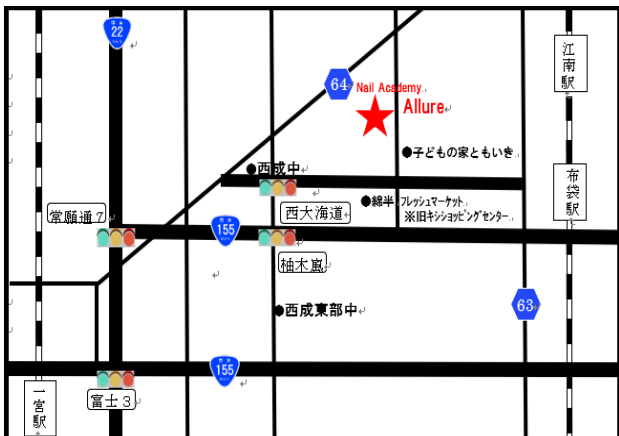 22
江南駅
64
Nail Academy
Allure
●子どもの家ともいき
●西成中
布袋駅
西大海道
●綿半 フレッシュマーケット
※旧キシショッピングセンター
常願通7
155
柚木嵐
●西成東部中
63
155
一宮駅
富士3